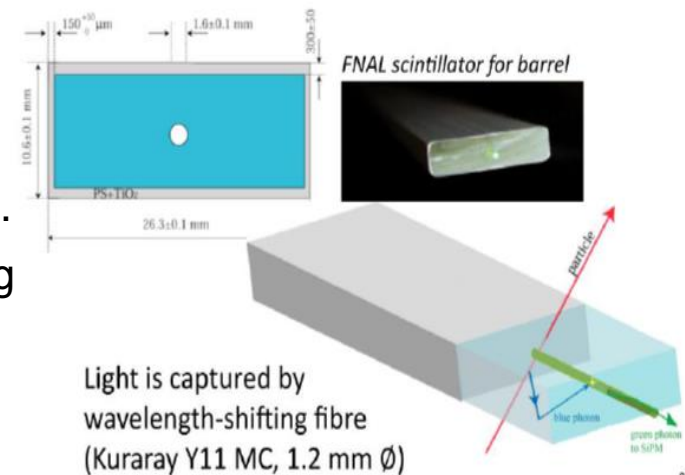 150 +50 -0 μm
1.6±0.1 mm
300±50
FNAL scintillator for barrel
10.6±0.1 mm
PS+TiO₂
.
26.3±0.1 mm
g
particle
Light is captured by
wavelength-shifting fibre
(Kuraray Y11 MC, 1.2 mm Ø)
blue photon
green photon
to SiPM